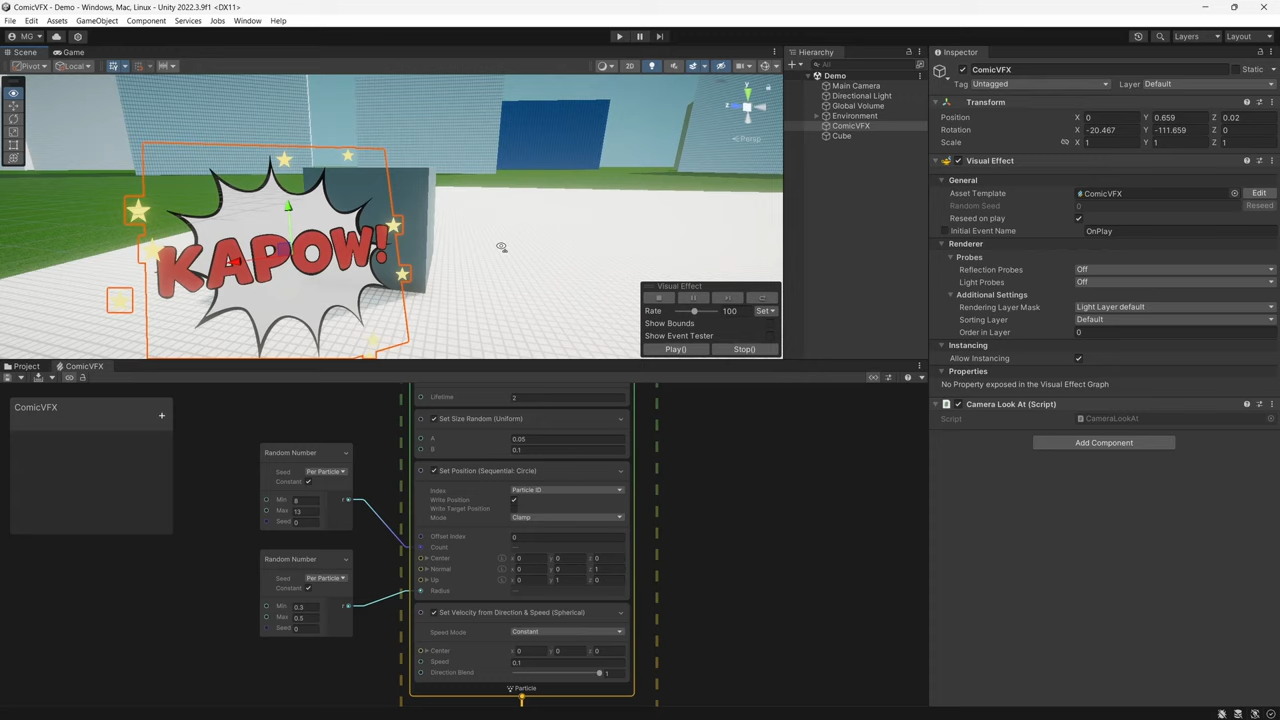 ComicVFX - Demo - Windows, Mac, Linux - Unity 2022.3.9f1 <DX11>
File Edit Assets GameObject Component Services Jobs Window Help
MG
Layers Layout
Scene Game
Pivot Local 2D
y
Persp
KAPOW!
Visual Effect
Rate 100 Set
Show Bounds
Show Event Tester
Play() Stop()
Hierarchy
All
Demo
Main Camera
Directional Light
Global Volume
Environment
ComicVFX
Cube
Inspector
ComicVFX Static
Tag Untagged Layer Default
Transform
Position X 0 Y 0.659 Z 0.02
Rotation X -20.467 Y -111.659 Z 0
Scale X 1 Y 1 Z 1
Visual Effect
General
Asset Template ComicVFX Edit
Random Seed 0 Reseed
Reseed on play
Initial Event Name OnPlay
Renderer
Probes
Reflection Probes Off
Light Probes Off
Additional Settings
Rendering Layer Mask Light Layer default
Sorting Layer Default
Order in Layer 0
Instancing
Allow Instancing
Properties
No Property exposed in the Visual Effect Graph
Camera Look At (Script)
Script CameraLookAt
Add Component
Project ComicVFX
ComicVFX +
Random Number
Seed Per Particle
Constant
Min 8
Max 13
Seed 0
r
Random Number
Seed Per Particle
Constant
Min 0.3
Max 0.5
Seed 0
r
Lifetime 2
Set Size Random (Uniform)
A 0.05
B 0.1
Set Position (Sequential: Circle)
Index Particle ID
Write Position
Write Target Position
Mode Clamp
Offset Index 0
Count
Center L x 0 y 0 z 0
Normal L x 0 y 0 z 1
Up L x 0 y 1 z 0
Radius
Set Velocity from Direction & Speed (Spherical)
Speed Mode Constant
Center x 0 y 0 z 0
Speed 0.1
Direction Blend 1
Particle